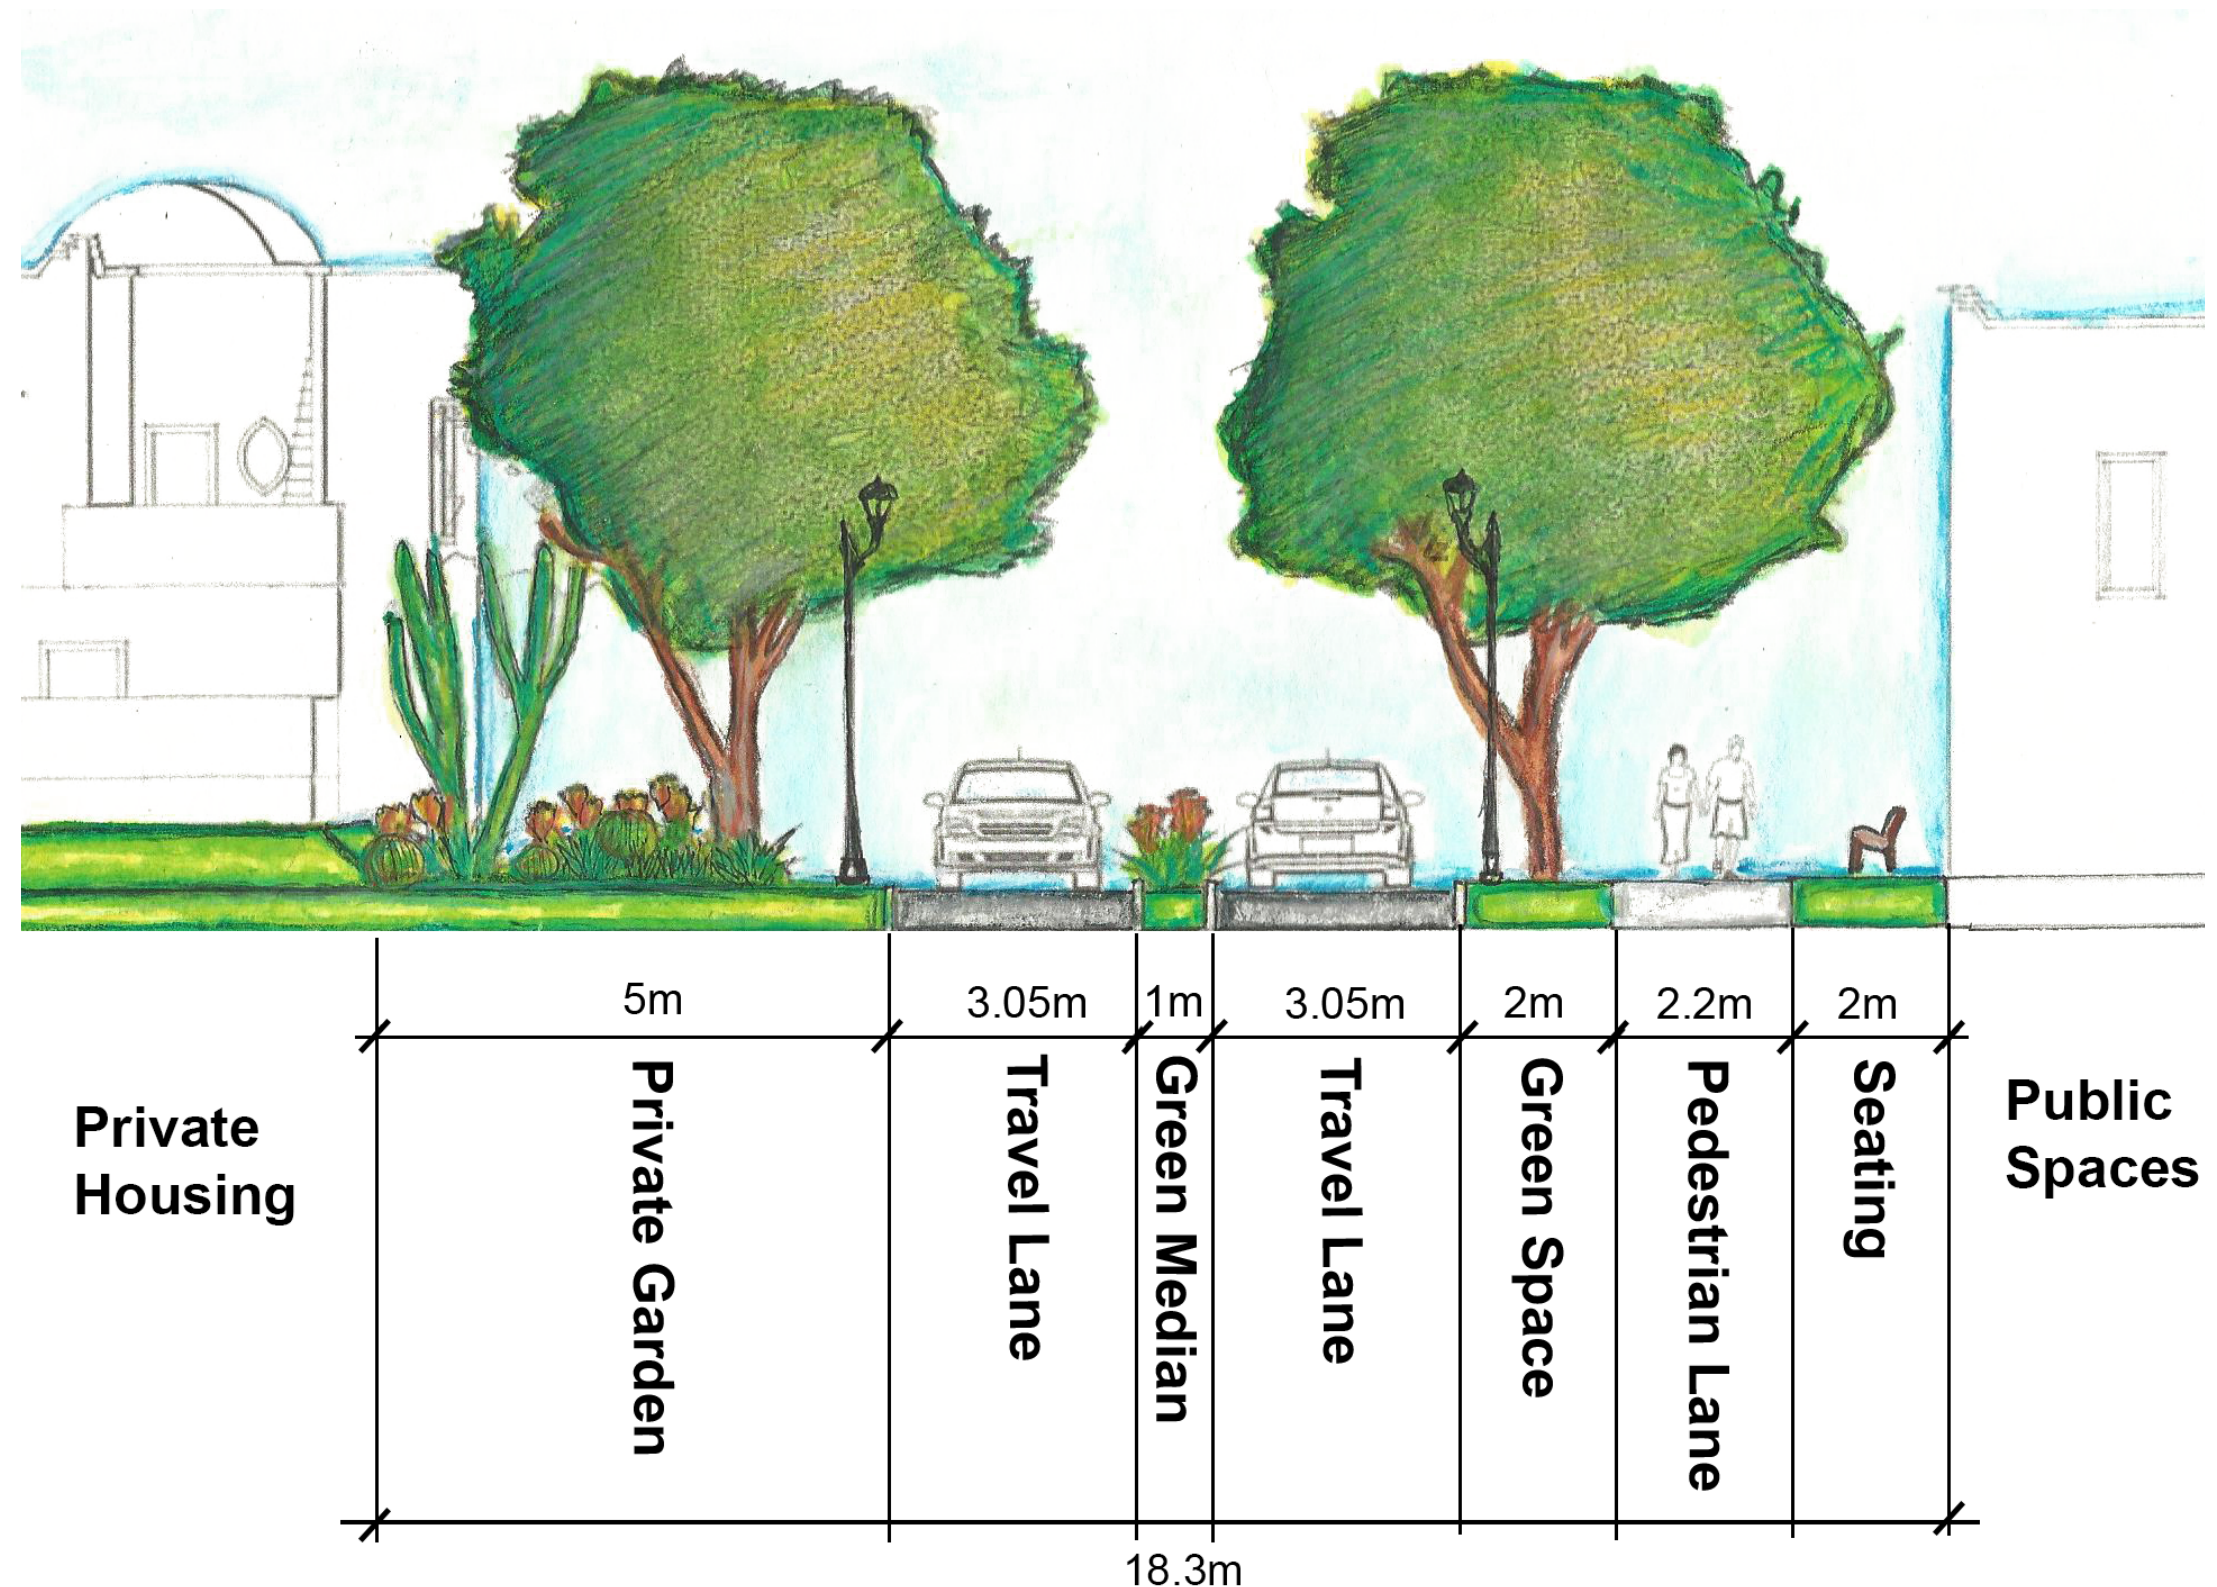 5m
3.05m
1m
3.05m
2m
2.2m
2m
Private
Housing
Private Garden
Travel Lane
Green Median
Travel Lane
Green Space
Pedestrian Lane
Seating
Public
Spaces
18.3m